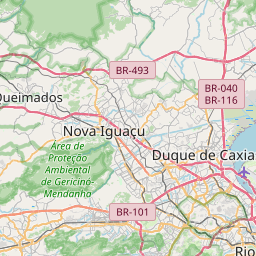 BR-493
BR-040
BR-116
Queimados
Nova Iguaçu
Duque de Caxia
Área de
Proteção
Ambiental
de Gericinó-
Mendanha
BR-101
Rio